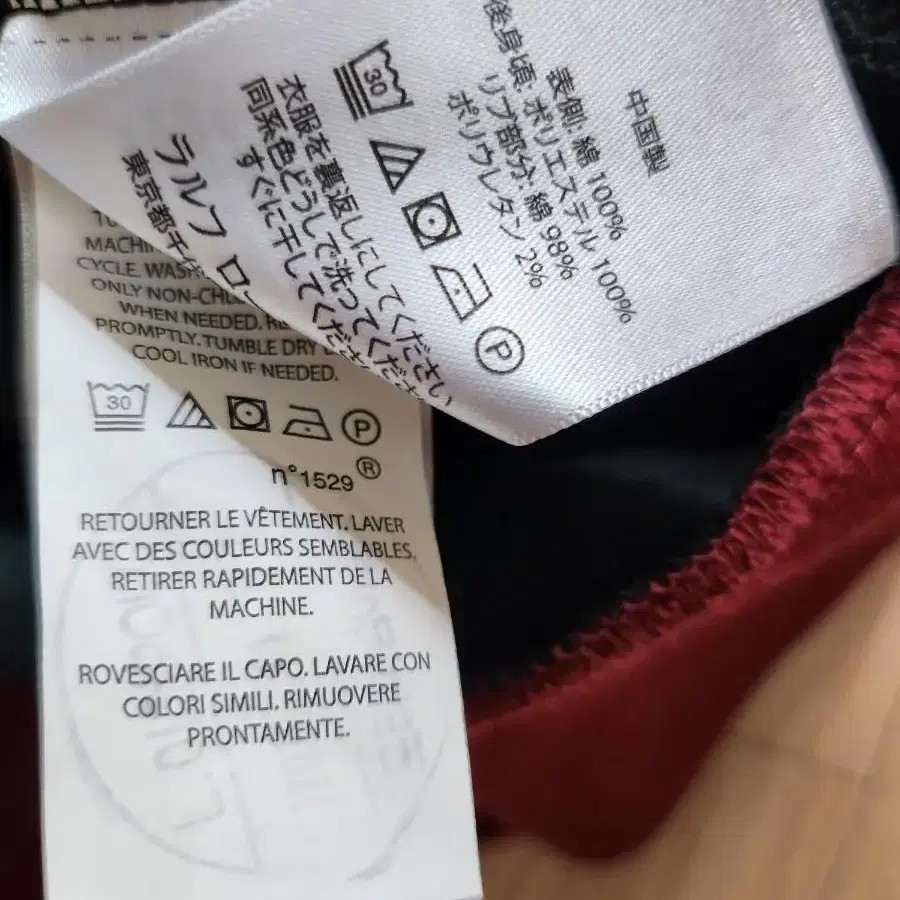 中国製
表側: 綿 100%
後身頃: ポリエステル 100%
リブ部分: 綿 98%
ポリウレタン 2%
30
P
衣服を裏返しにしてください
同系色どうしで洗ってください
すぐに干してください
ラルフ
東京都千代
MACHIN
CYCLE. WASH
ONLY NON-CHL
WHEN NEEDED. RE
PROMPTLY. TUMBLE DRY
COOL IRON IF NEEDED.
30
P
n°1529®
RETOURNER LE VÊTEMENT. LAVER
AVEC DES COULEURS SEMBLABLES.
RETIRER RAPIDEMENT DE LA
MACHINE.
ROVESCIARE IL CAPO. LAVARE CON
COLORI SIMILI. RIMUOVERE
PRONTAMENTE.